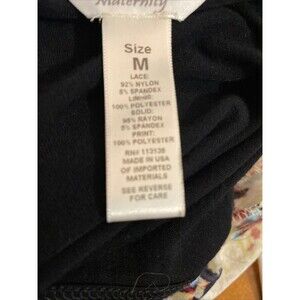 Maternity
Size
M
LACE:
92% NYLON
8% SPANDEX
LINING:
100% POLYESTER
SOLID:
95% RAYON
5% SPANDEX
PRINT:
100% POLYESTER
RN# 113138
MADE IN USA
OF IMPORTED
MATERIALS
SEE REVERSE
FOR CARE